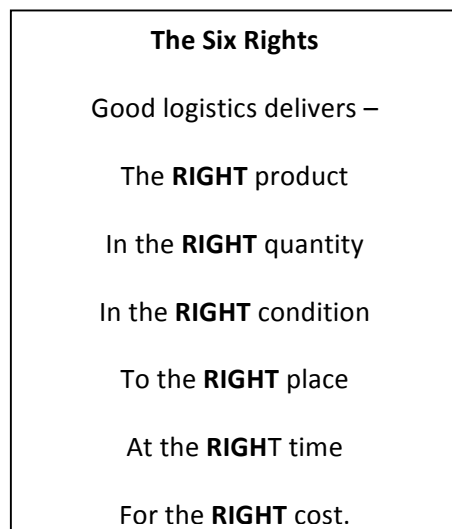 The Six Rights
Good logistics delivers –
The RIGHT product
In the RIGHT quantity
In the RIGHT condition
To the RIGHT place
At the RIGHT time
For the RIGHT cost.